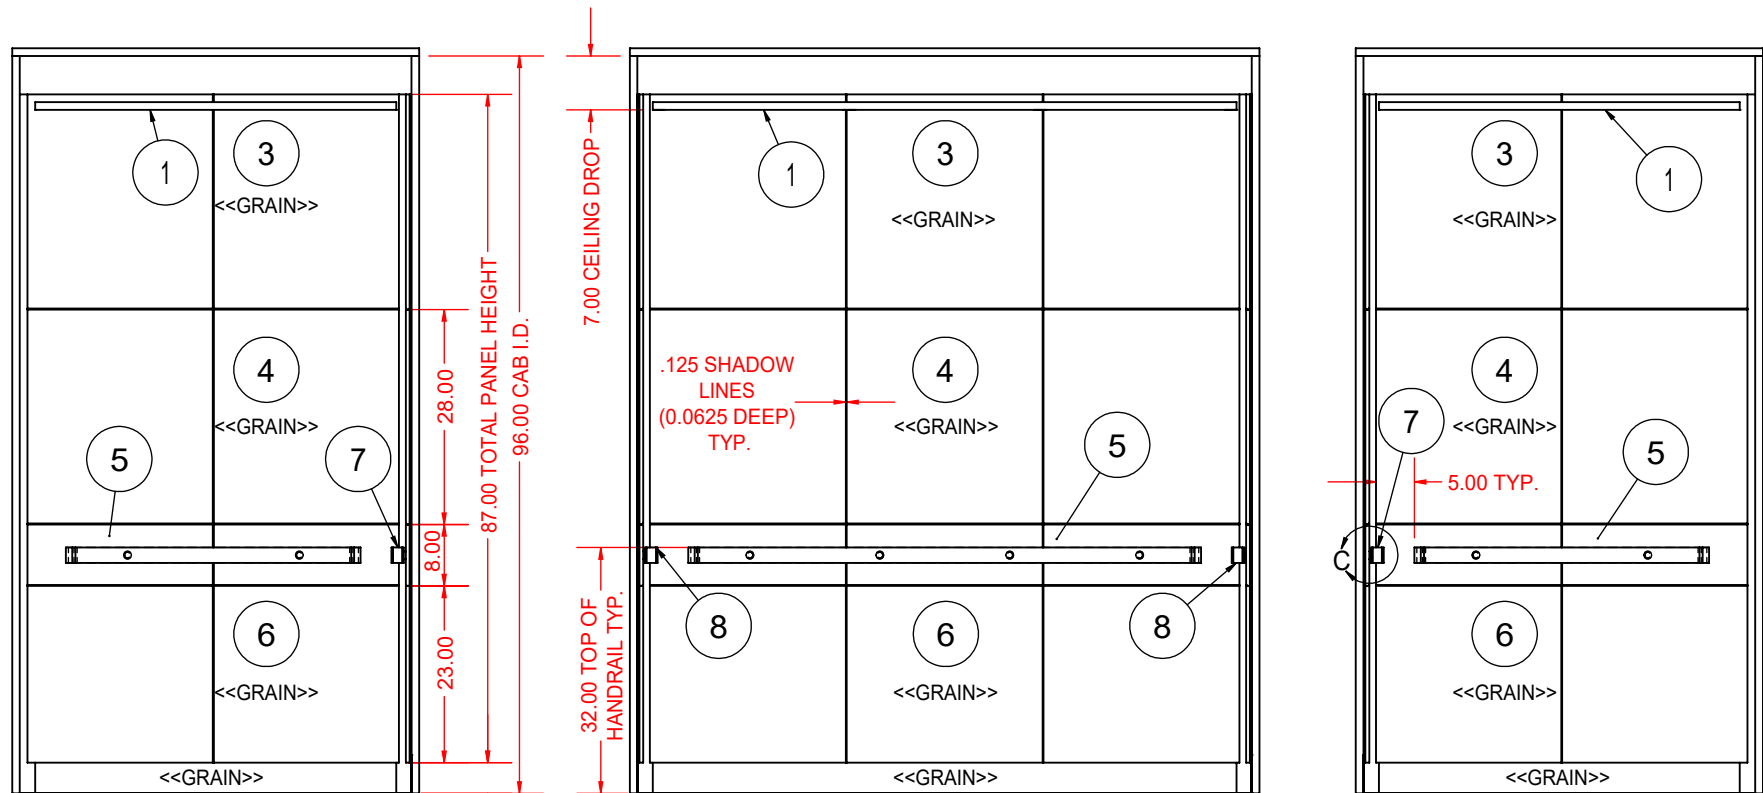 3
1
<<GRAIN>>
4
<<GRAIN>>
5
7
6
<<GRAIN>>
<<GRAIN>>
28.00
8.00
23.00
87.00 TOTAL PANEL HEIGHT
96.00 CAB I.D.
7.00 CEILING DROP
3
1
<<GRAIN>>
.125 SHADOW
LINES
(0.0625 DEEP)
TYP.
4
<<GRAIN>>
5
32.00 TOP OF
HANDRAIL TYP.
8
6
8
<<GRAIN>>
<<GRAIN>>
3
1
<<GRAIN>>
4
7
<<GRAIN>>
5
5.00 TYP.
C
6
<<GRAIN>>
<<GRAIN>>